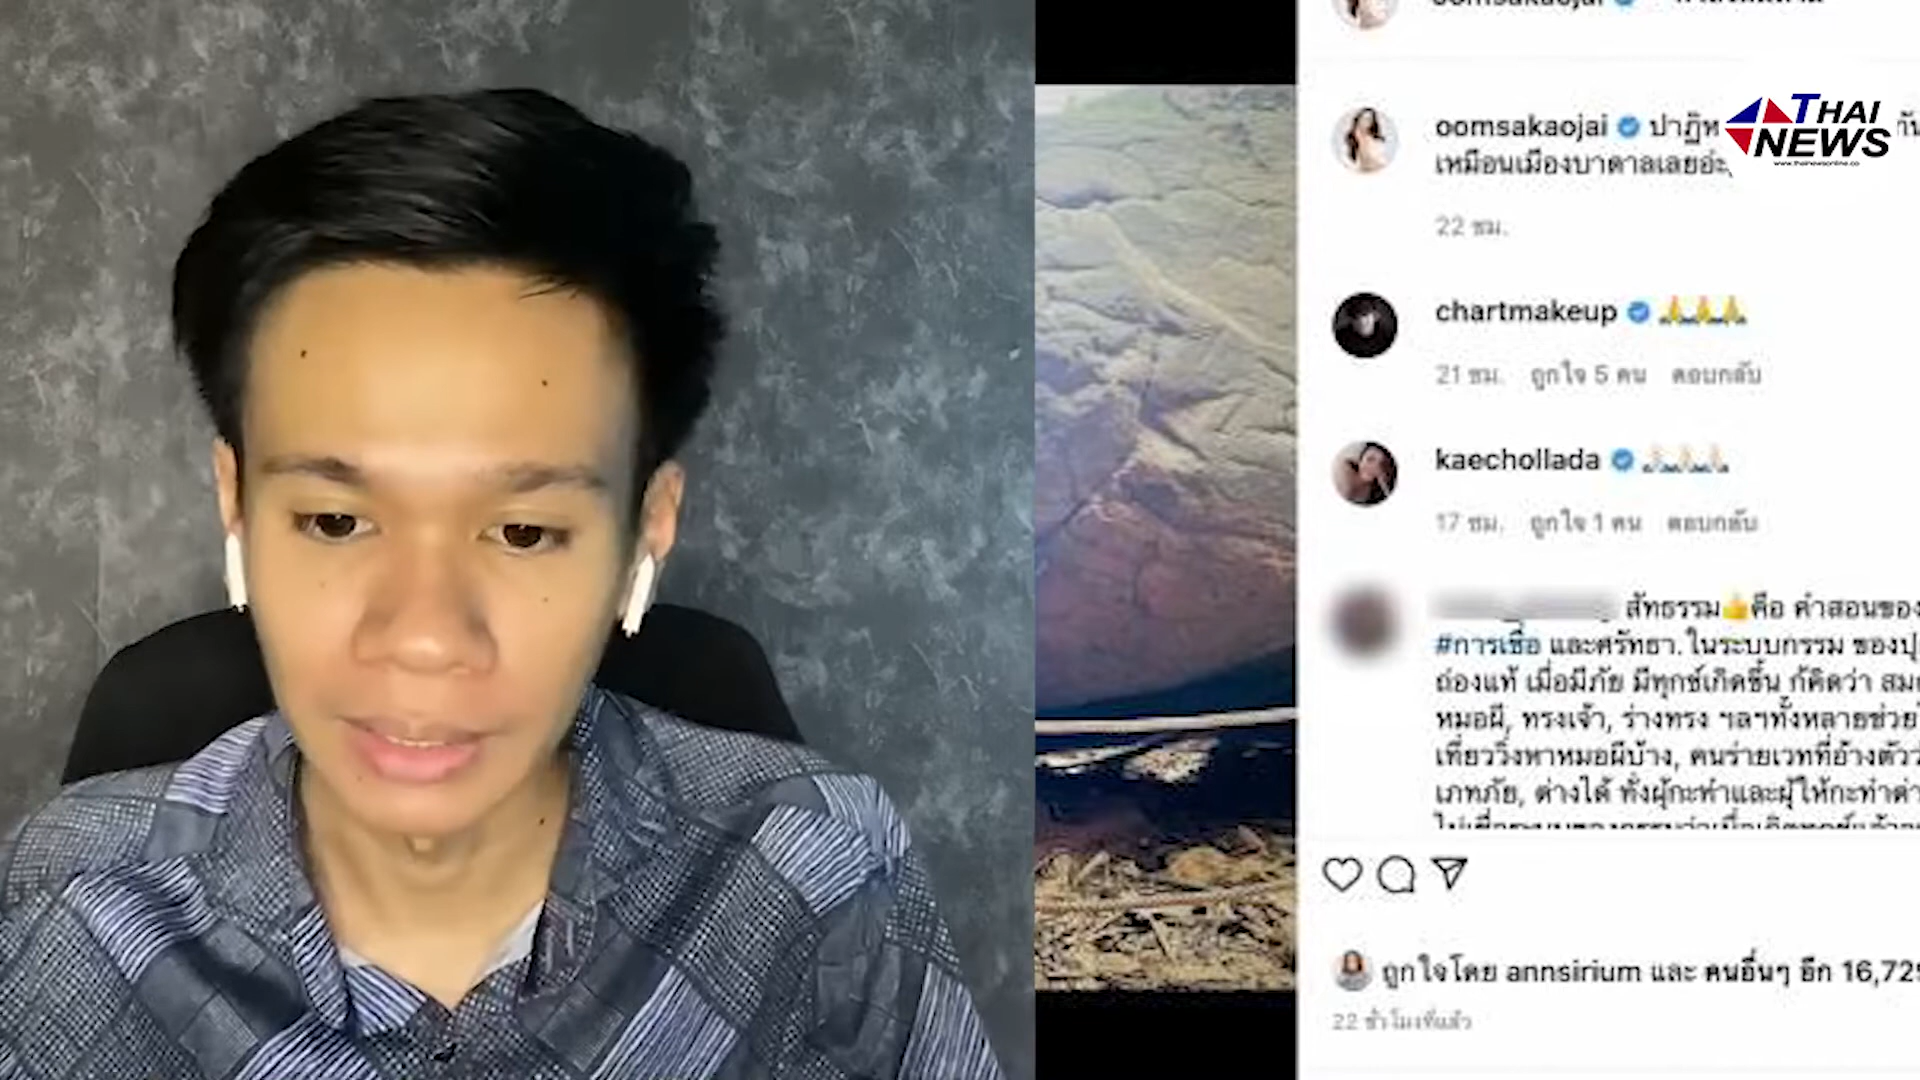 oomsakaojai
THAI
NEWS
www.thainewsonline.co
oomsakaojai ปาฏิห
เหมือนเมืองบาดาลเลยอ่ะ
22 ชม.
chartmakeup 🙏🙏🙏
21 ชม. ถูกใจ 5 คน ตอบกลับ
kaechollada 🙏🏻🙏🏻🙏🏻
17 ชม. ถูกใจ 1 คน ตอบกลับ
สัทธรรม👍คือ คำสอนของ
#การเชื่อ และศรัทธา. ในระบบกรรม ของ
ถ่องแท้ เมื่อมีภัย มีทุกข์เกิดขึ้น ก็คิดว่า
หมอผี, ทรงเจ้า, ร่างทรง ฯลฯทั้งหลายช่วย
เที่ยววิ่งหาหมอผีบ้าง, คนร่ายเวทที่อ้างตัว
เภทภัย, ต่างได้ ทั้งผู้กะทำและผู้ให้กะทำ
ถูกใจโดย annsirium และ คนอื่นๆ อีก 16,72
22 ชั่วโมงที่แล้ว